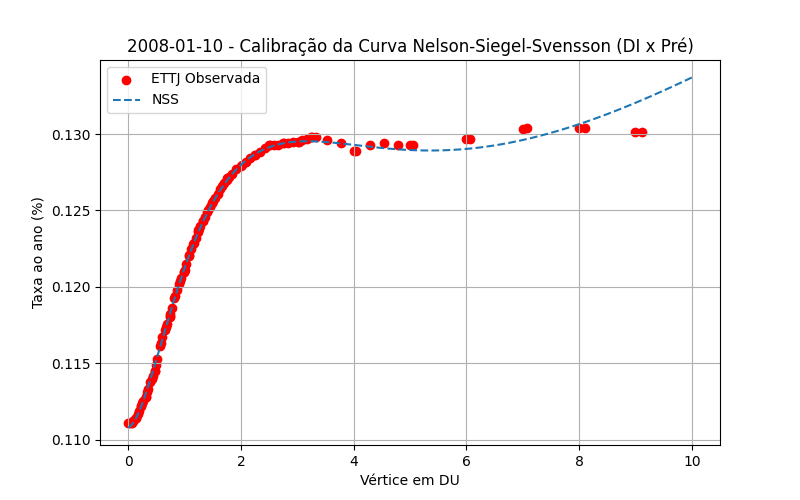 2008-01-10 - Calibração da Curva Nelson-Siegel-Svensson (DI x Pré)
ETTJ Observada
NSS
Taxa ao ano (%)
0.130
0.125
0.120
0.115
0.110
0 2 4 6 8 10
Vértice em DU